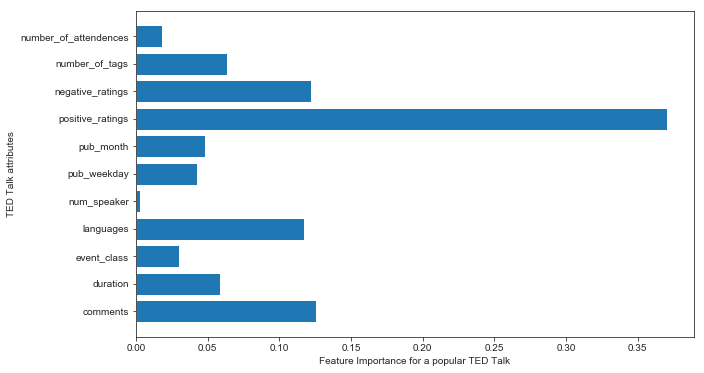 number_of_attendences
number_of_tags
negative_ratings
positive_ratings
pub_month
pub_weekday
num_speaker
languages
event_class
duration
comments
TED Talk attributes
0.00 0.05 0.10 0.15 0.20 0.25 0.30 0.35
Feature Importance for a popular TED Talk